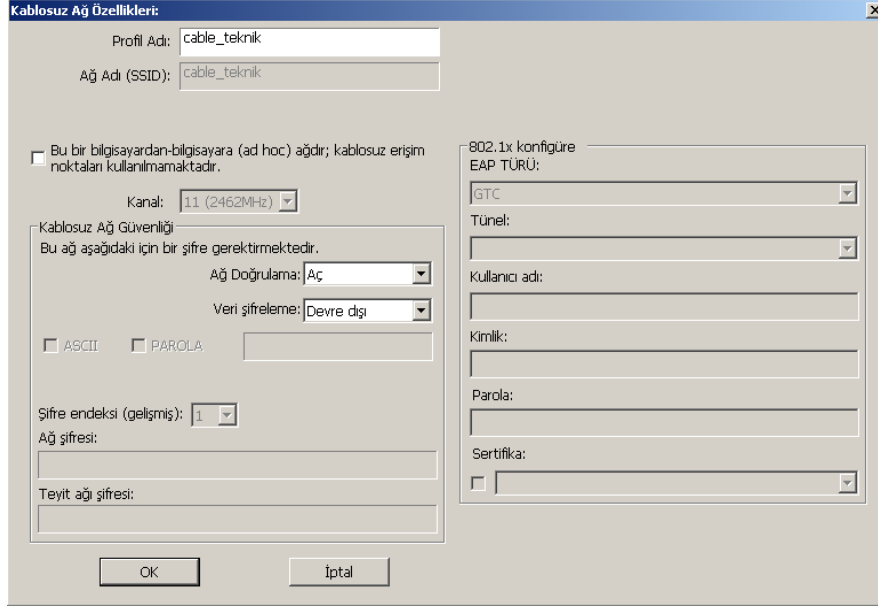 Kablosuz Ağ Özellikleri:
Profil Adı: cable_teknik
Ağ Adı (SSID): cable_teknik
Bu bir bilgisayardan-bilgisayara (ad hoc) ağdır; kablosuz erişim
noktaları kullanılmamaktadır.
Kanal: 11 (2462MHz)
Kablosuz Ağ Güvenliği
Bu ağ aşağıdaki için bir şifre gerektirmektedir.
Ağ Doğrulama: Aç
Veri şifreleme: Devre dışı
ASCII PAROLA
Şifre endeksi (gelişmiş): 1
Ağ şifresi:
Teyit ağı şifresi:
802.1x konfigüre
EAP TÜRÜ:
GTC
Tünel:
Kullanıcı adı:
Kimlik:
Parola:
Sertifika:
OK İptal